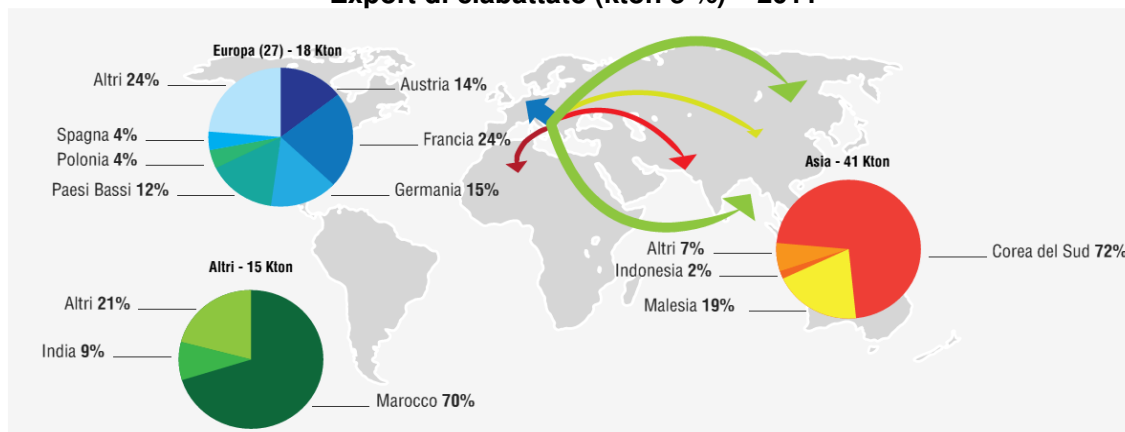 Europa (27) - 18 Kton
Altri 24%
Austria 14%
Spagna 4%
Francia 24%
Polonia 4%
Paesi Bassi 12%
Germania 15%
Asia - 41 Kton
Altri 7%
Corea del Sud 72%
Indonesia 2%
Malesia 19%
Altri - 15 Kton
Altri 21%
India 9%
Marocco 70%